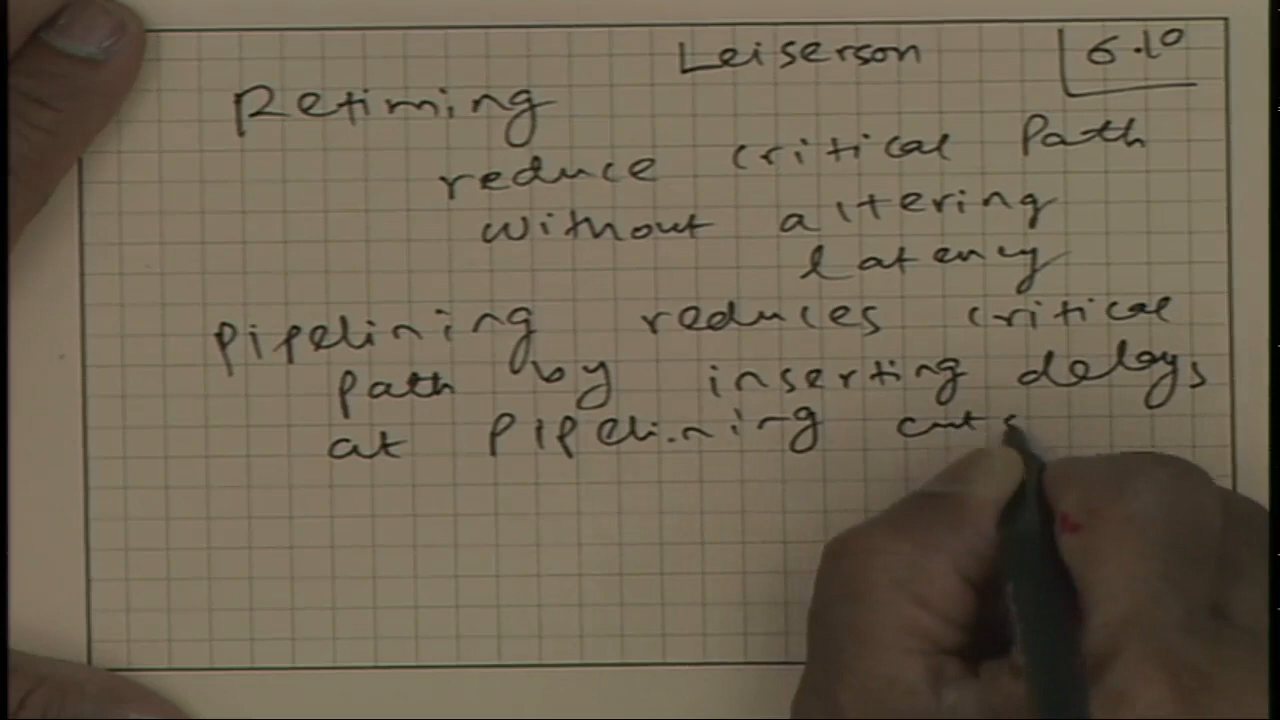 Leiserson 6.10
Retiming
reduce critical Path
without altering
latency
Pipelining reduces critical
path by inserting delays
at Pipelining cuts